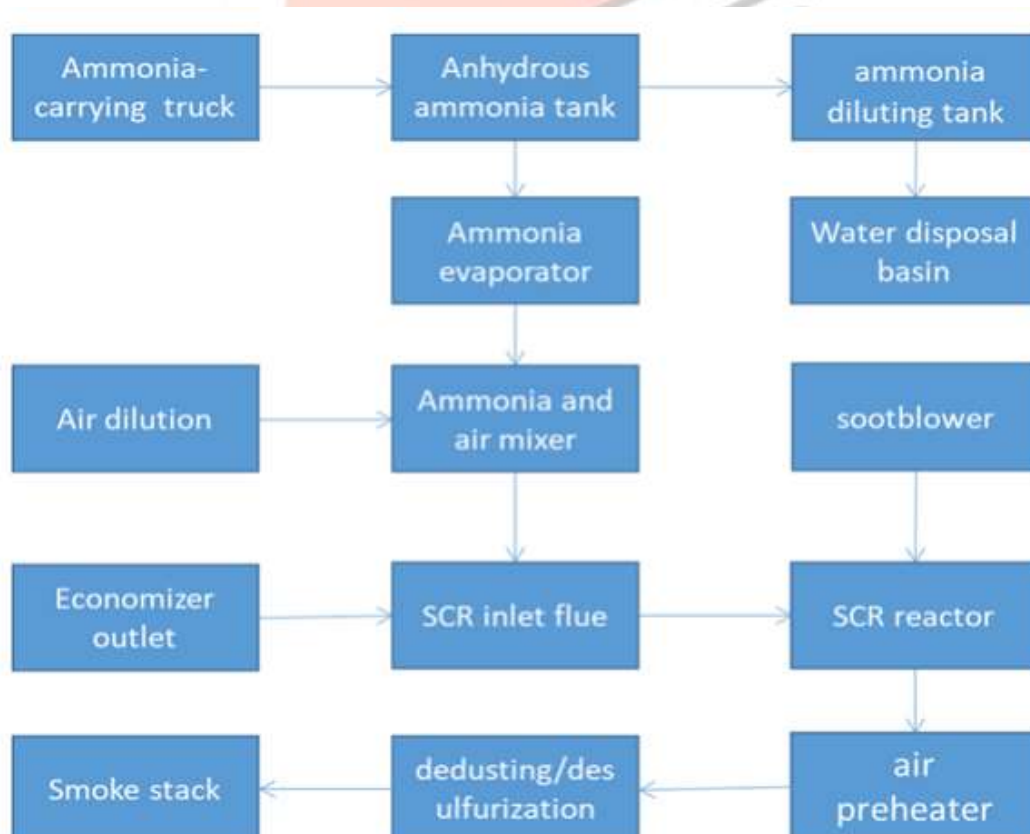 Ammonia-
carrying truck
Anhydrous
ammonia tank
ammonia
diluting tank
Ammonia
evaporator
Water disposal
basin
Air dilution
Ammonia and
air mixer
sootblower
Economizer
outlet
SCR inlet flue
SCR reactor
Smoke stack
dedusting/des
ulfurization
air
preheater